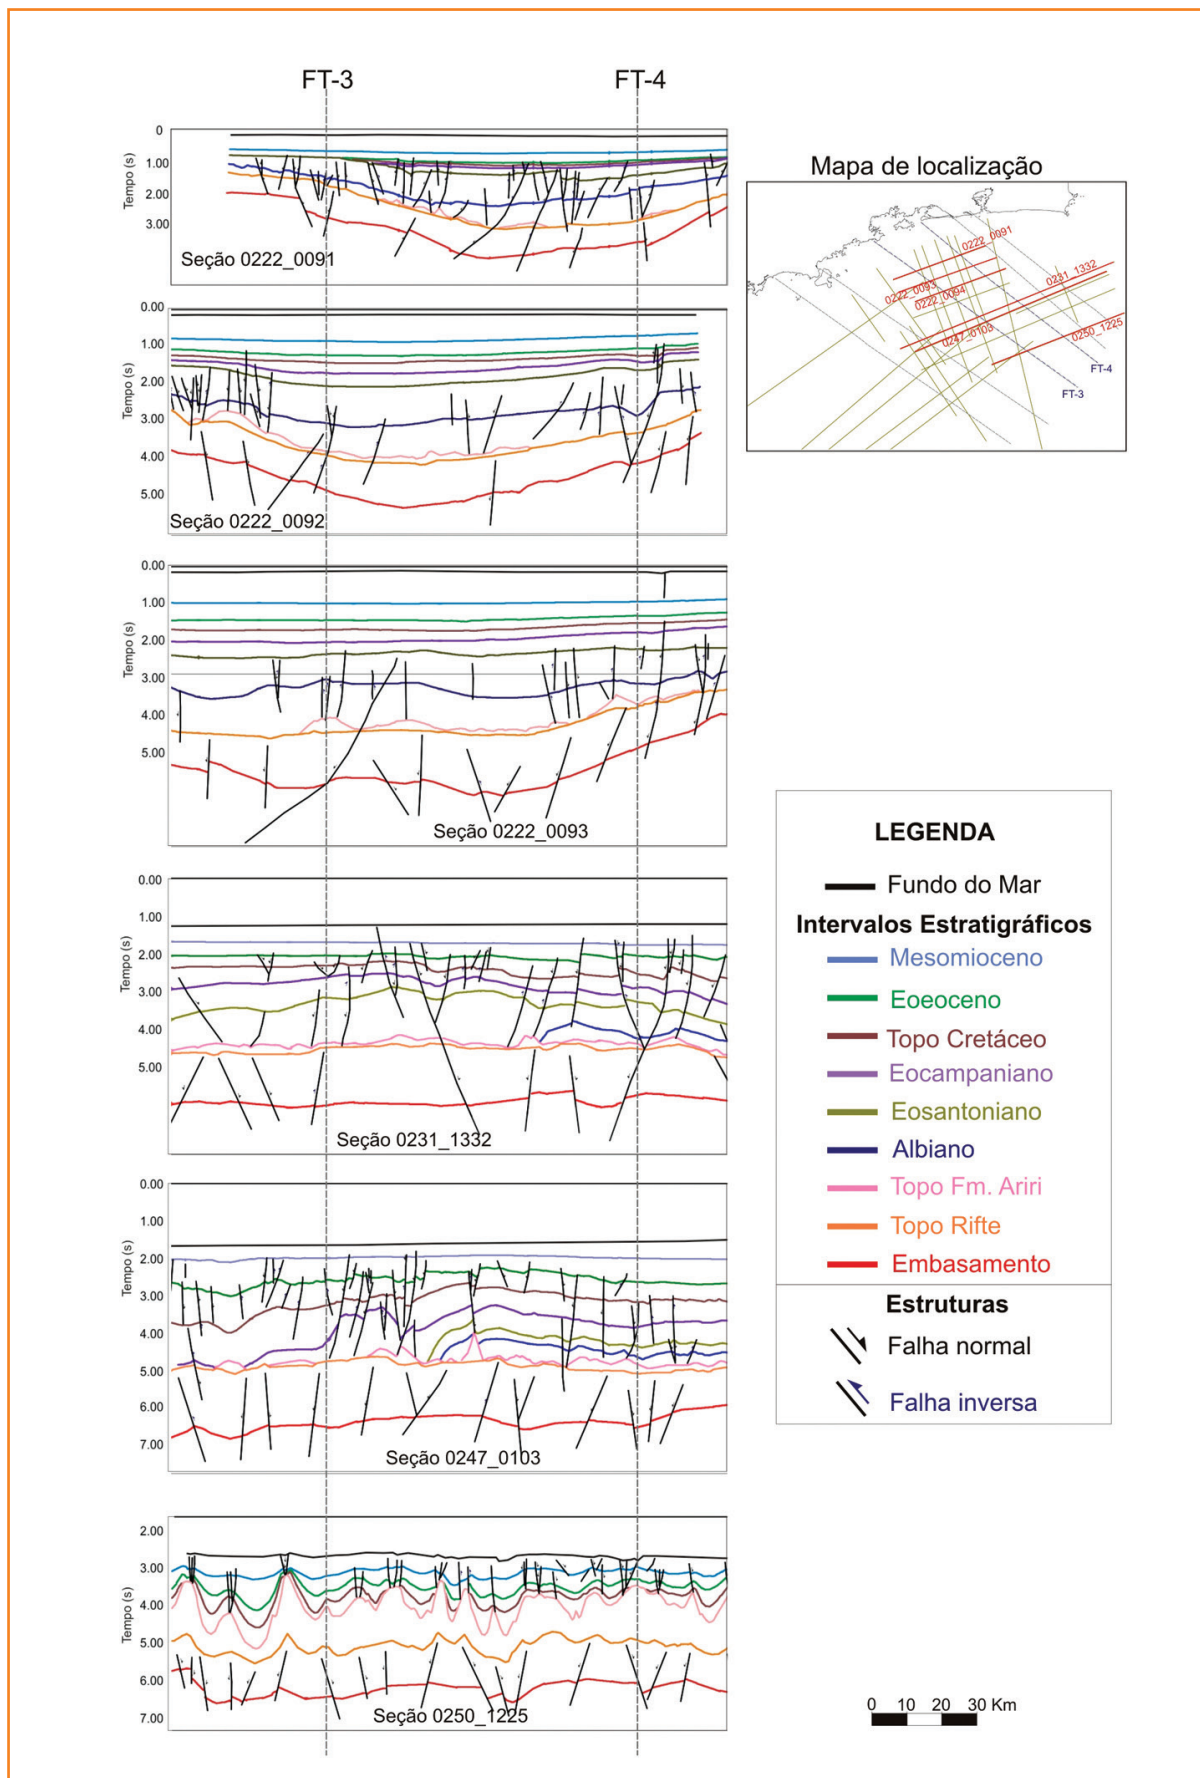 FT-3
FT-4
0
1.00
2.00
3.00
Tempo (s)
Seção 0222_0091
Mapa de localização
0222_0091
0231_1332
0222_0093
0222_0094
0247_0103
0250_1225
FT-4
FT-3
0.00
1.00
2.00
3.00
4.00
5.00
Tempo (s)
Seção 0222_0092
0.00
1.00
2.00
3.00
4.00
5.00
Tempo (s)
Seção 0222_0093
0.00
1.00
2.00
3.00
4.00
5.00
Tempo (s)
Seção 0231_1332
0.00
1.00
2.00
3.00
4.00
5.00
6.00
7.00
Tempo (s)
Seção 0247_0103
2.00
3.00
4.00
5.00
6.00
7.00
Tempo (s)
Seção 0250_1225
LEGENDA
Fundo do Mar
Intervalos Estratigráficos
Mesomioceno
Eoeoceno
Topo Cretáceo
Eocampaniano
Eosantoniano
Albiano
Topo Fm. Ariri
Topo Rifte
Embasamento
Estruturas
Falha normal
Falha inversa
0 10 20 30 Km